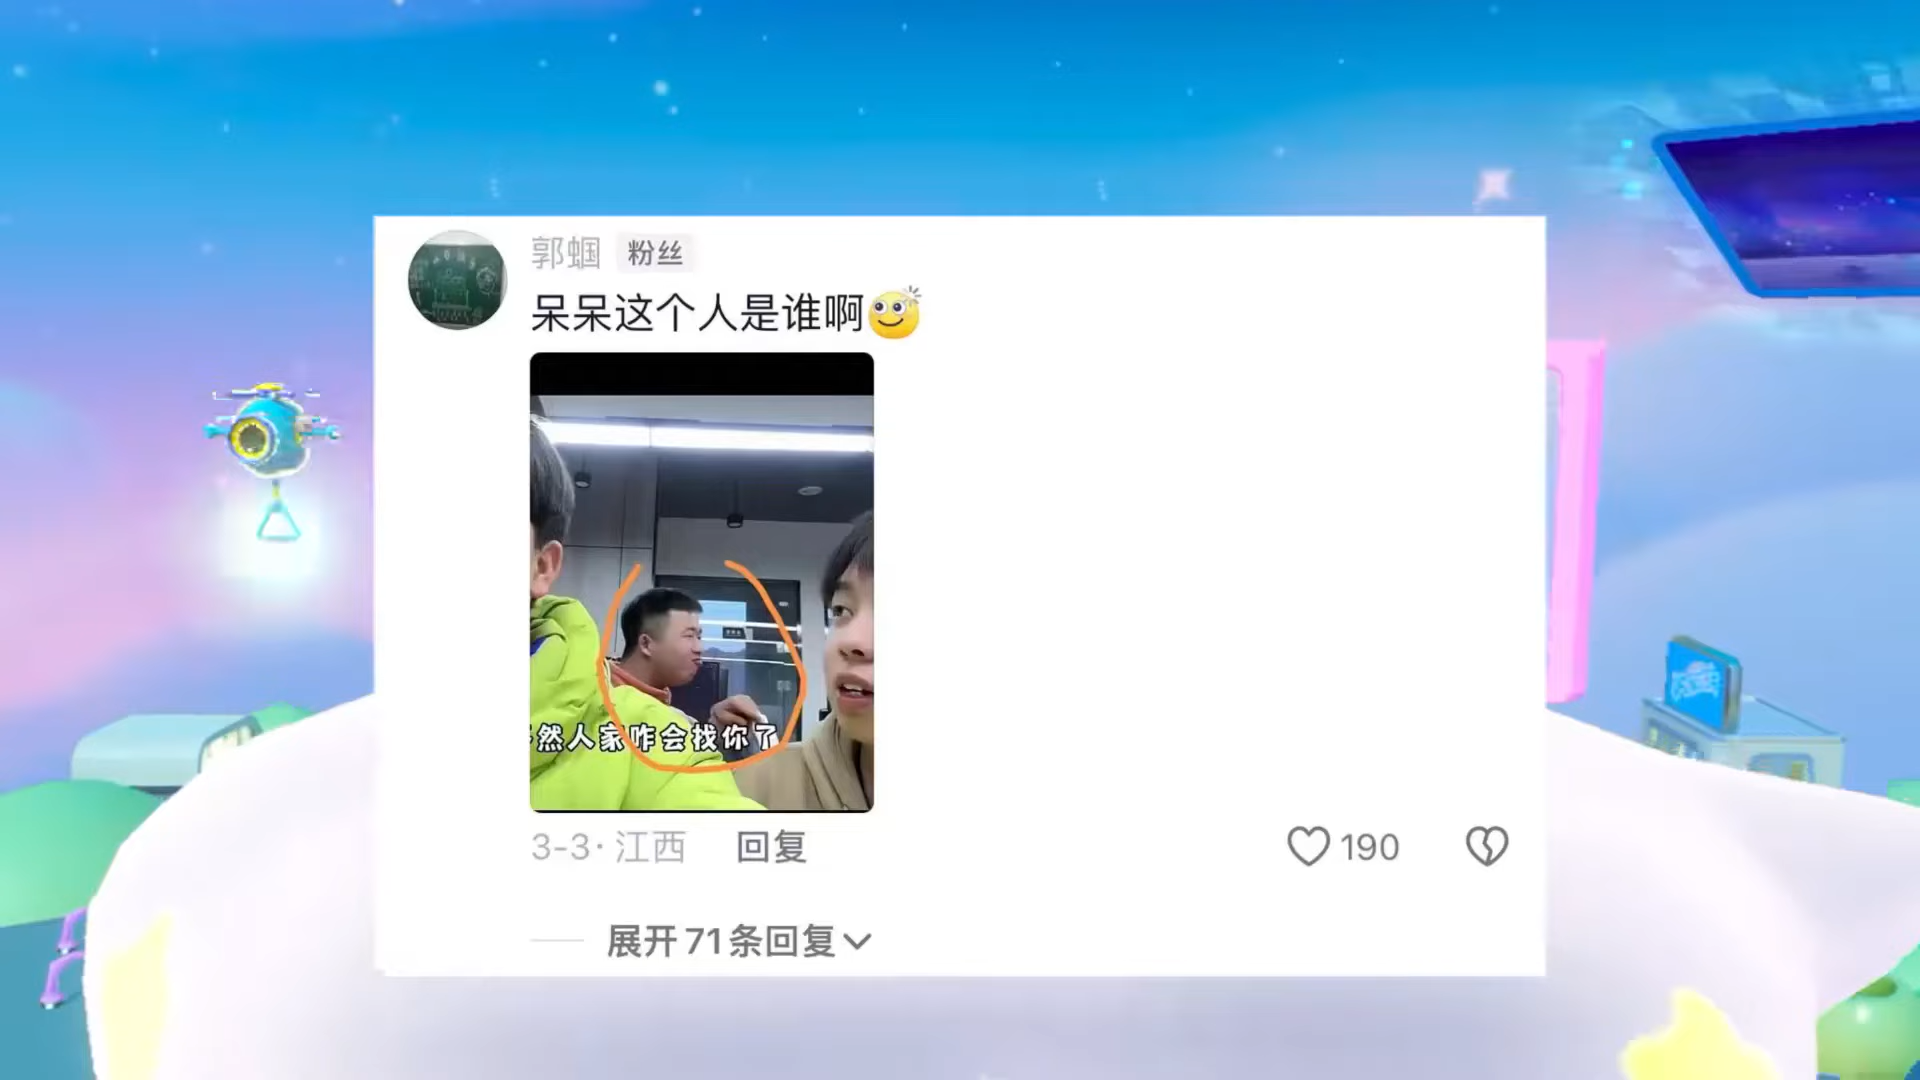 郭蝈 粉丝
呆呆这个人是谁啊
然人家咋会找你了
3-3·江西 回复
190
展开71条回复